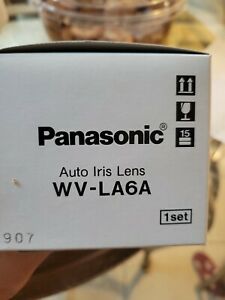 Panasonic®
15
Auto Iris Lens
WV-LA6A
1set
907